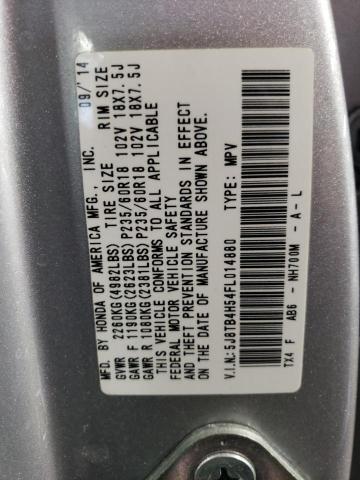 MFD. BY HONDA OF AMERICA MFG., INC. 09/'14
TIRE SIZE RIM SIZE
GVWR 2260KG(4982LBS)
GAWR F 1190KG(2623LBS)P235/60R18 102V 18X7.5J
GAWR R 1080KG(2381LBS)P235/60R18 102V 18X7.5J
THIS VEHICLE CONFORMS TO ALL APPLICABLE
FEDERAL MOTOR VEHICLE SAFETY
AND THEFT PREVENTION STANDARDS IN EFFECT
ON THE DATE OF MANUFACTURE SHOWN ABOVE.
V.I.N.:5J8TB4H54FL014880 TYPE: MPV
TX4 F AB6 -NH700M -A-L